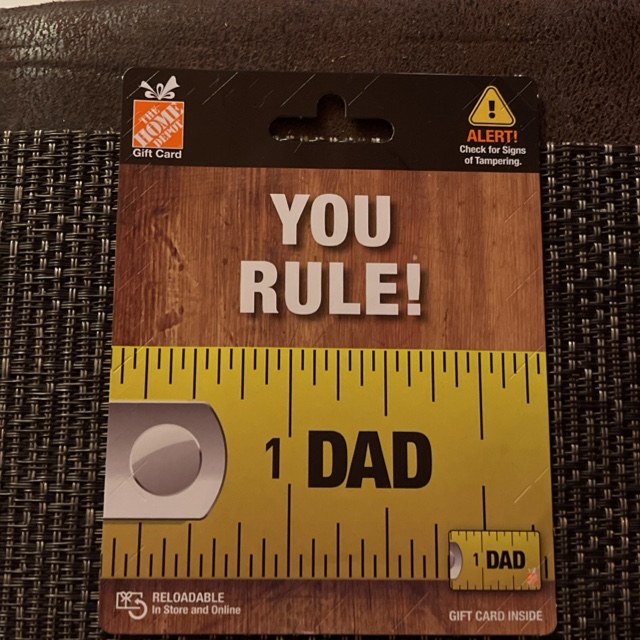 THE
HOME
DEPOT
Gift Card
ALERT!
Check for Signs
of Tampering.
YOU
RULE!
1 DAD
1 DAD
RELOADABLE
In Store and Online
GIFT CARD INSIDE